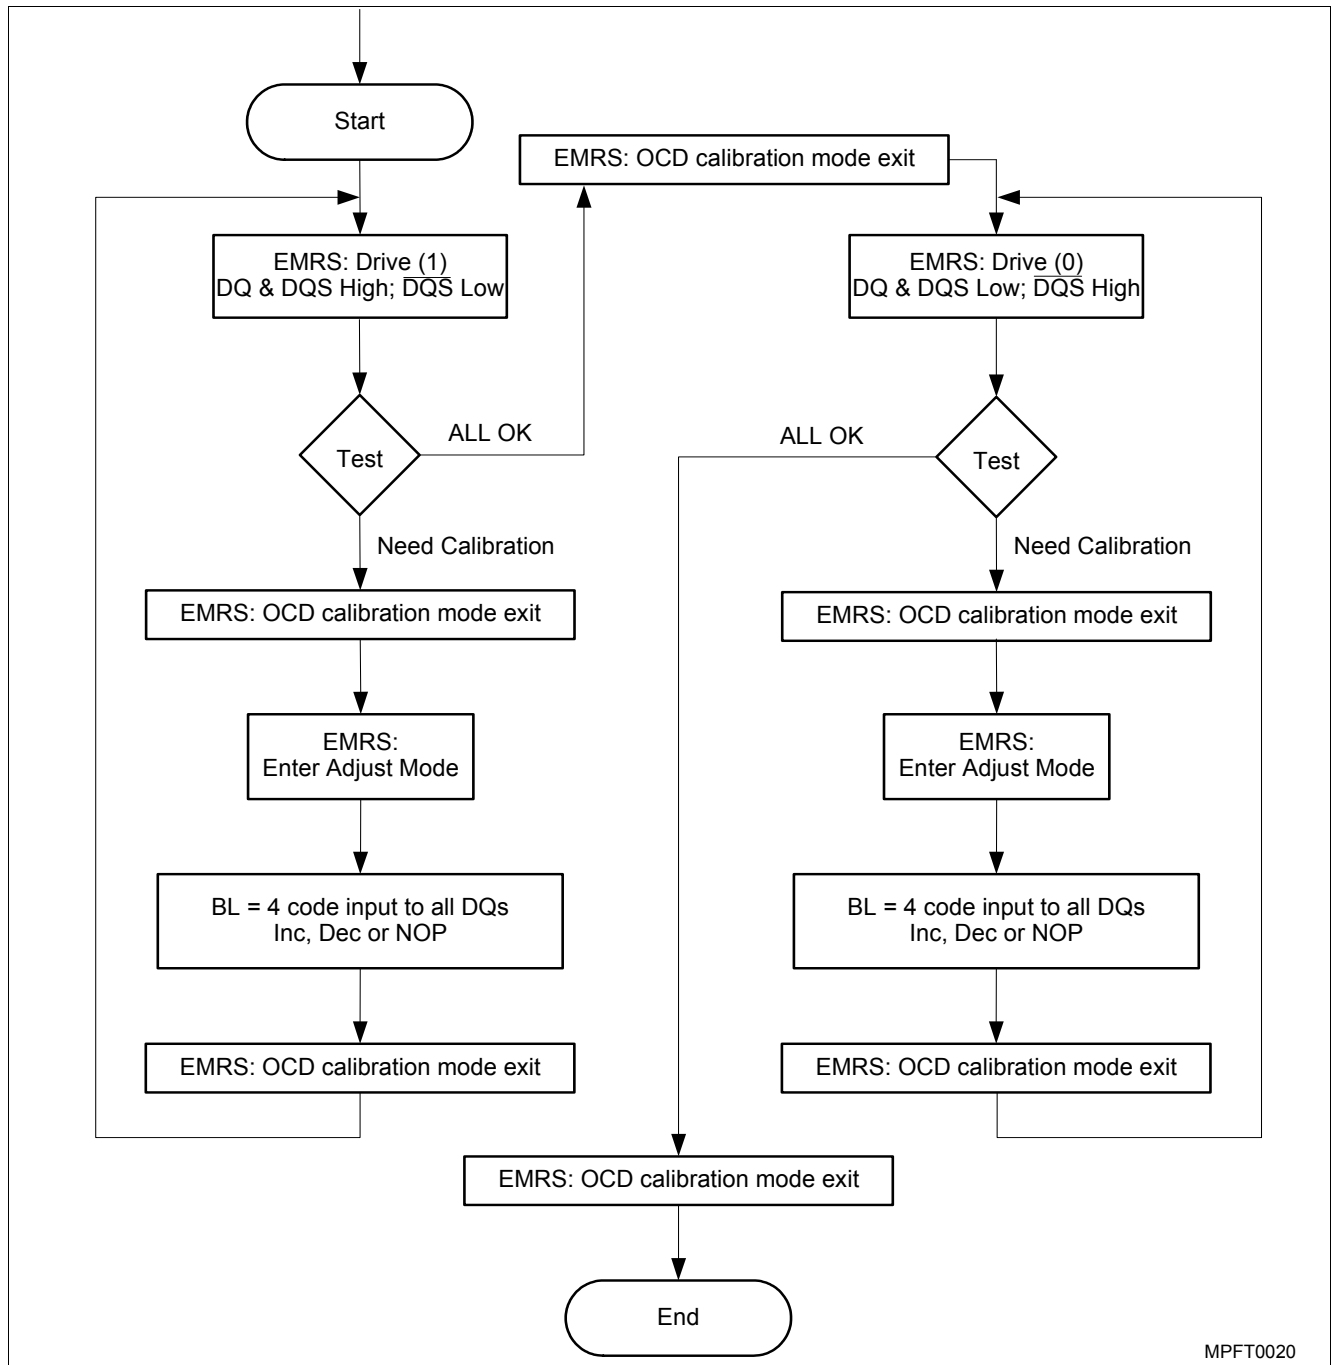 Start
EMRS: OCD calibration mode exit
EMRS: Drive (1)
DQ & DQS High; D̅Q̅S̅ Low
EMRS: Drive (0)
DQ & DQS Low; D̅Q̅S̅ High
Test
ALL OK
ALL OK
Test
Need Calibration
Need Calibration
EMRS: OCD calibration mode exit
EMRS: OCD calibration mode exit
EMRS:
Enter Adjust Mode
EMRS:
Enter Adjust Mode
BL = 4 code input to all DQs
Inc, Dec or NOP
BL = 4 code input to all DQs
Inc, Dec or NOP
EMRS: OCD calibration mode exit
EMRS: OCD calibration mode exit
EMRS: OCD calibration mode exit
End
MPFT0020